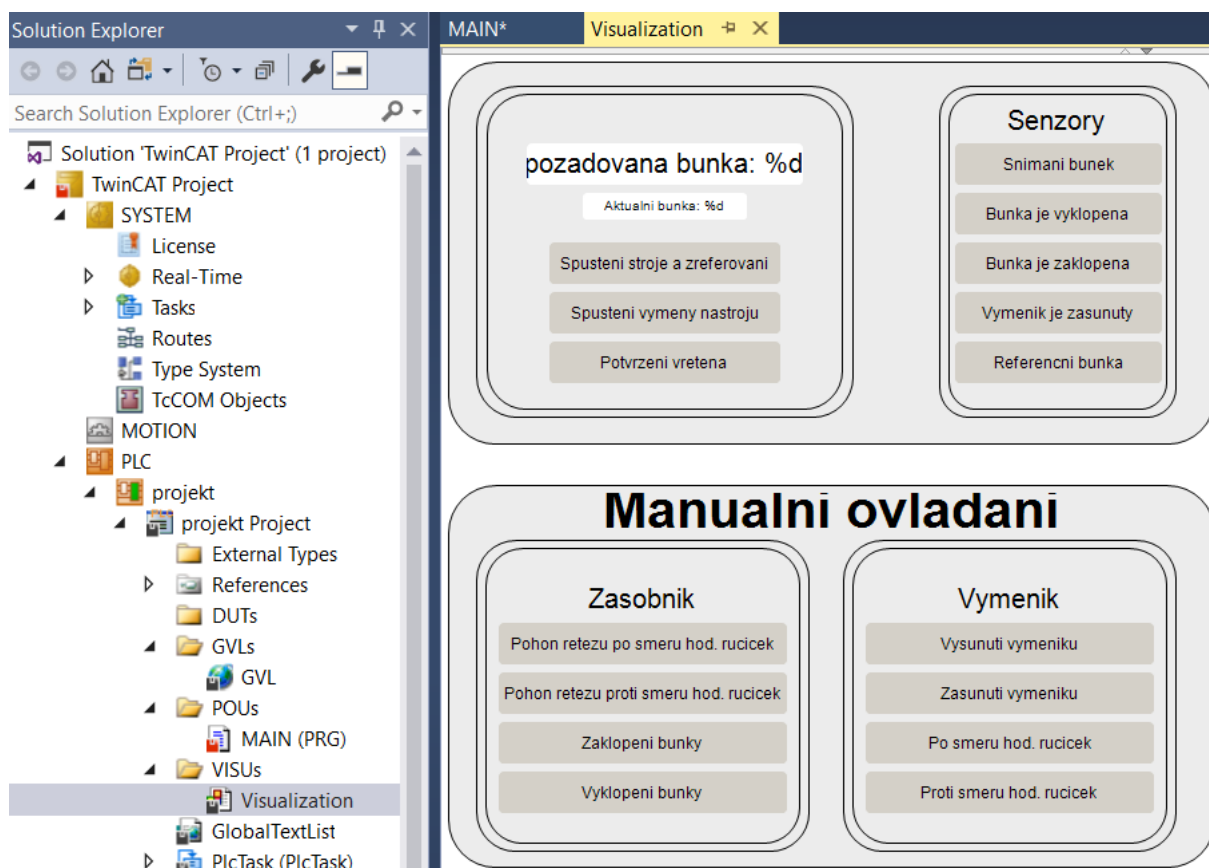 Solution Explorer
Search Solution Explorer (Ctrl+;)
Solution 'TwinCAT Project' (1 project)
TwinCAT Project
SYSTEM
License
Real-Time
Tasks
Routes
Type System
TcCOM Objects
MOTION
PLC
projekt
projekt Project
External Types
References
DUTs
GVLs
GVL
POUs
MAIN (PRG)
VISUs
Visualization
GlobalTextList
PlcTask (PlcTask)
MAIN*
Visualization
pozadovana bunka: %d
Aktualni bunka: %d
Spusteni stroje a zreferovani
Spusteni vymeny nastroju
Potvrzeni vretena
Senzory
Snimani bunek
Bunka je vyklopena
Bunka je zaklopena
Vymenik je zasunuty
Referencni bunka
Manualni ovladani
Zasobnik
Pohon retezu po smeru hod. rucicek
Pohon retezu proti smeru hod. rucicek
Zaklopeni bunky
Vyklopeni bunky
Vymenik
Vysunuti vymeniku
Zasunuti vymeniku
Po smeru hod. rucicek
Proti smeru hod. rucicek